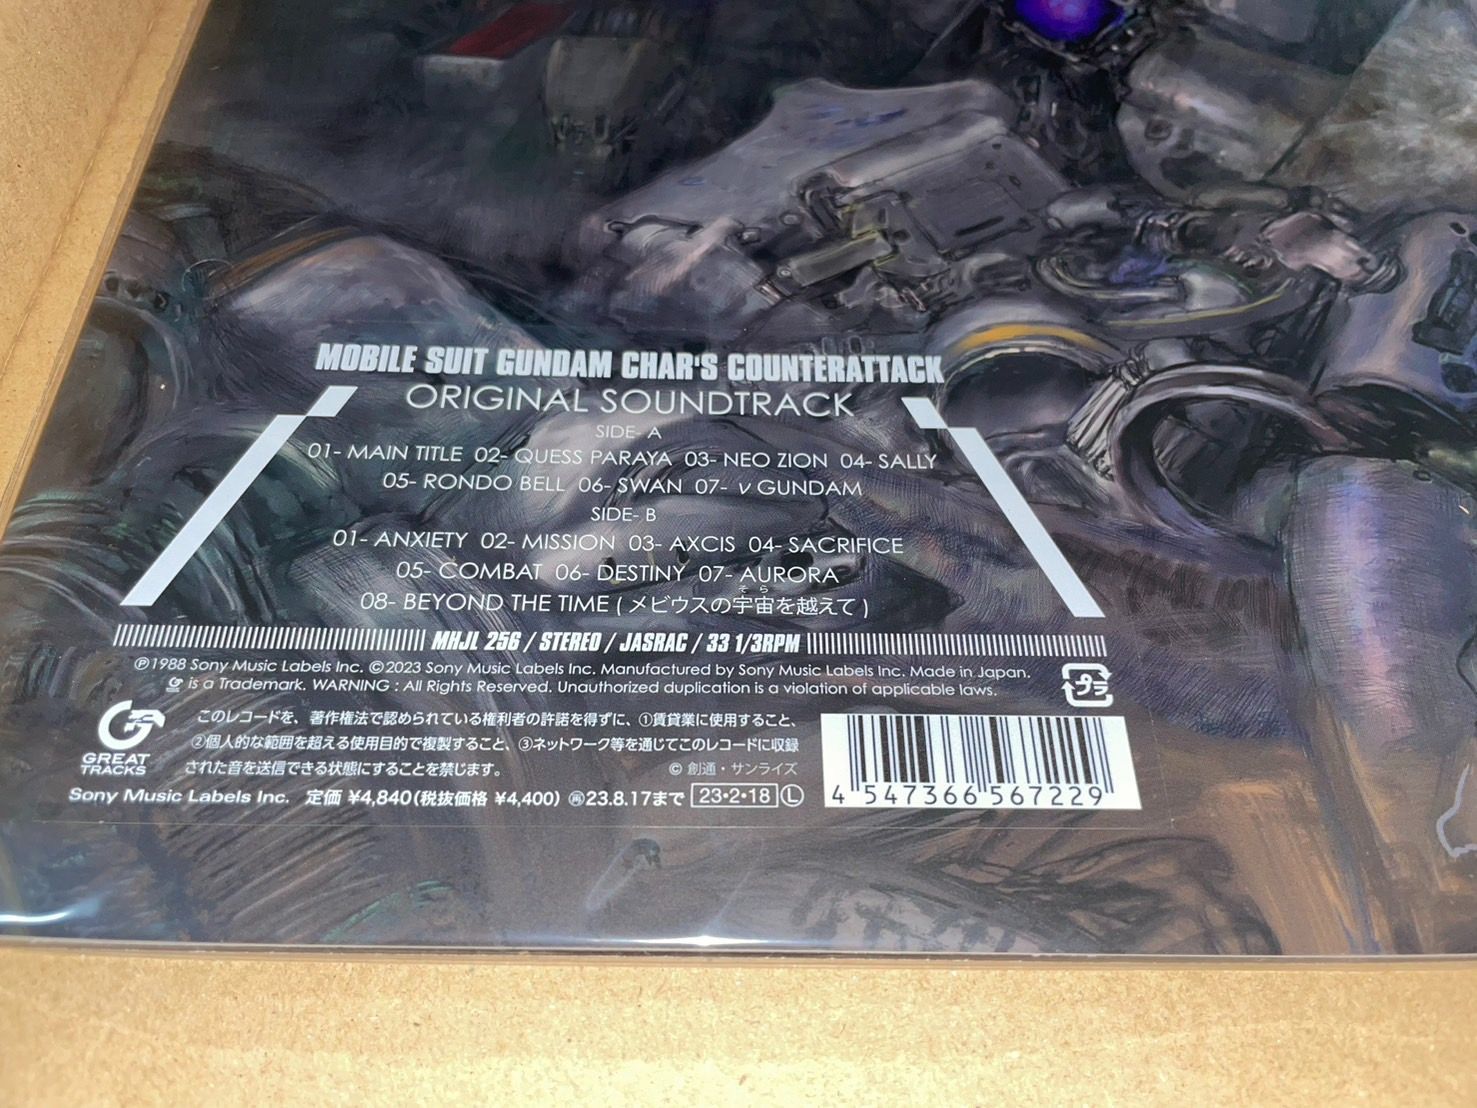 MOBILE SUIT GUNDAM CHAR'S COUNTERATTACK
ORIGINAL SOUNDTRACK
SIDE- A
01- MAIN TITLE 02- QUESS PARAYA 03- NEO ZION 04- SALLY
05- RONDO BELL 06- SWAN 07- ν GUNDAM
SIDE- B
01- ANXIETY 02- MISSION 03- AXCIS 04- SACRIFICE
05- COMBAT 06- DESTINY 07- AURORA
そら
08- BEYOND THE TIME ( メビウスの宇宙を越えて )
MHJL 256 / STEREO / JASRAC / 33 1/3RPM
℗1988 Sony Music Labels Inc. ©2023 Sony Music Labels Inc. Manufactured by Sony Music Labels Inc. Made in Japan.
is a Trademark. WARNING : All Rights Reserved. Unauthorized duplication is a violation of applicable laws.
プラ
GREAT TRACKS
このレコードを、著作権法で認められている権利者の許諾を得ずに、①賃貸業に使用すること、
②個人的な範囲を超える使用目的で複製すること、③ネットワーク等を通じてこのレコードに収録
された音を送信できる状態にすることを禁じます。
© 創通・サンライズ
Sony Music Labels Inc. 定価 ¥4,840(税抜価格 ¥4,400) ㊢23.8.17まで 23・2・18 Ⓛ
4 547366 567229